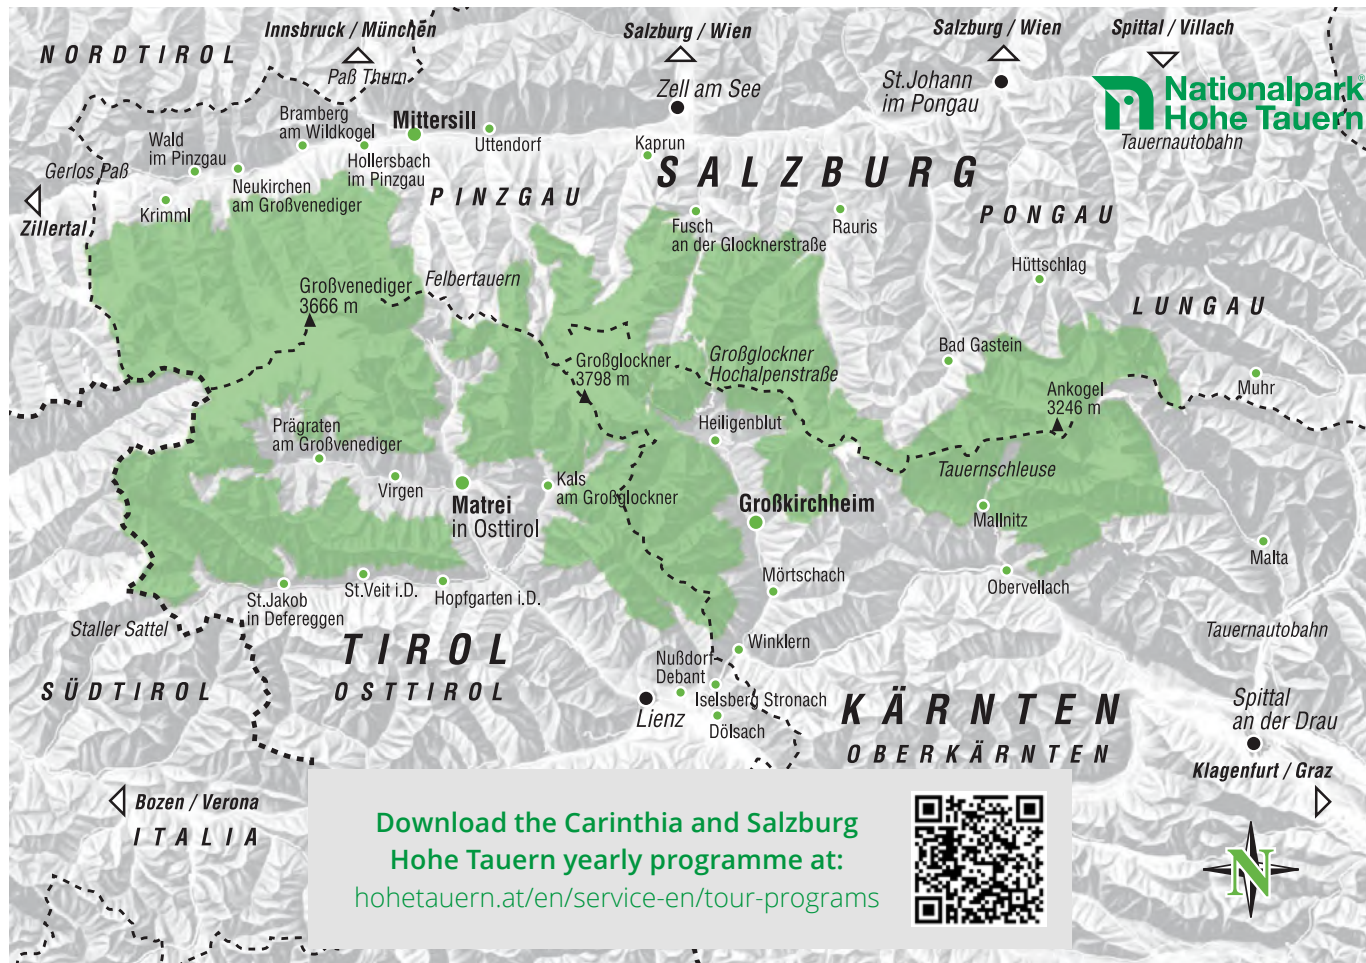 Innsbruck / München
Salzburg / Wien
Salzburg / Wien
Spittal / Villach
NORDTIROL
Paß Thurn
Zell am See
St.Johann
im Pongau
Nationalpark®
Hohe Tauern
Tauernautobahn
Bramberg
am Wildkogel
Mittersill
Wald
im Pinzgau
Uttendorf
Kaprun
Hollersbach
im Pinzgau
Gerlos Paß
Neukirchen
am Großvenediger
SALZBURG
PINZGAU
Krimml
Zillertal
Fusch
an der Glocknerstraße
Rauris
PONGAU
Hüttschlag
Felbertauern
Großvenediger
3666 m
LUNGAU
Großglockner
3798 m
Großglockner
Hochalpenstraße
Bad Gastein
Ankogel
3246 m
Muhr
Prägraten
am Großvenediger
Heiligenblut
Tauernschleuse
Virgen
Matrei
in Osttirol
Kals
am Großglockner
Großkirchheim
Mallnitz
Malta
Mörtschach
Obervellach
St.Jakob
in Defereggen
St.Veit i.D.
Hopfgarten i.D.
Staller Sattel
Tauernautobahn
TIROL
OSTTIROL
SÜDTIROL
Winklern
Nußdorf
Debant
Iselsberg Stronach
Lienz
Dölsach
KÄRNTEN
OBERKÄRNTEN
Spittal
an der Drau
Klagenfurt / Graz
Bozen / Verona
ITALIA
Download the Carinthia and Salzburg
Hohe Tauern yearly programme at:
hohetauern.at/en/service-en/tour-programs
N